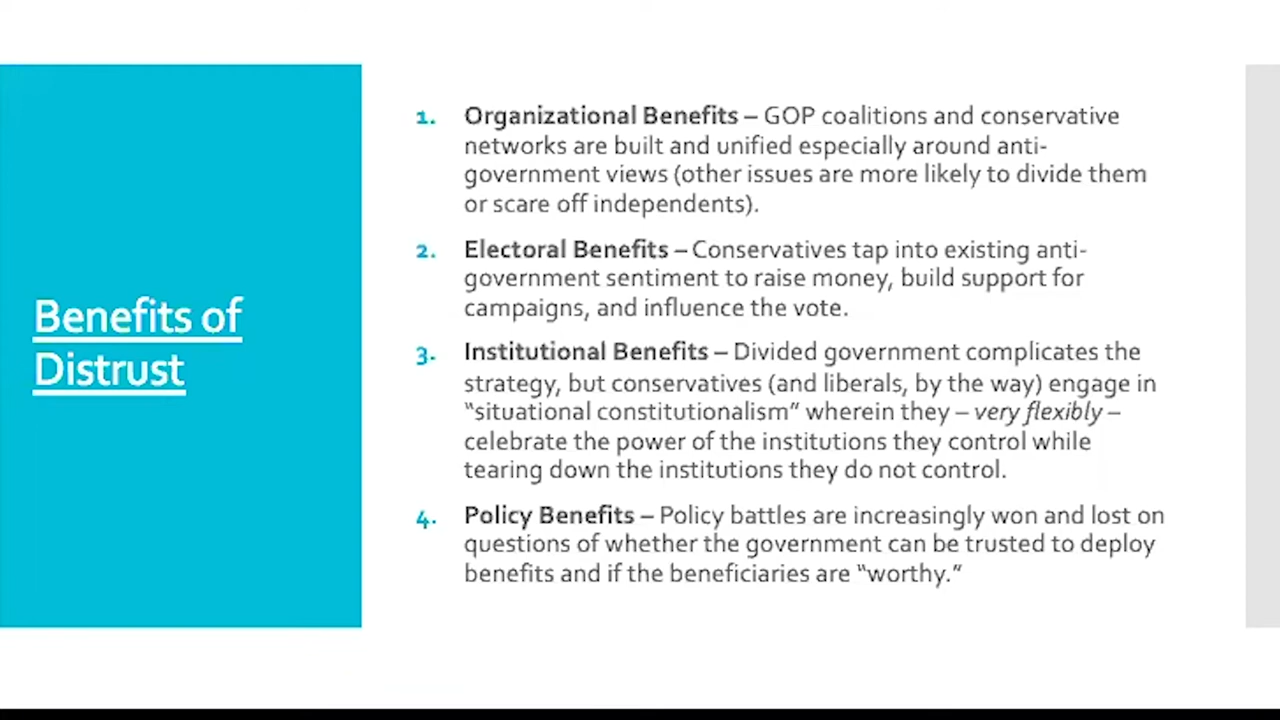 Benefits of
Distrust
1. Organizational Benefits – GOP coalitions and conservative
networks are built and unified especially around anti-
government views (other issues are more likely to divide them
or scare off independents).
2. Electoral Benefits – Conservatives tap into existing anti-
government sentiment to raise money, build support for
campaigns, and influence the vote.
3. Institutional Benefits – Divided government complicates the
strategy, but conservatives (and liberals, by the way) engage in
“situational constitutionalism” wherein they – very flexibly –
celebrate the power of the institutions they control while
tearing down the institutions they do not control.
4. Policy Benefits – Policy battles are increasingly won and lost on
questions of whether the government can be trusted to deploy
benefits and if the beneficiaries are “worthy.”